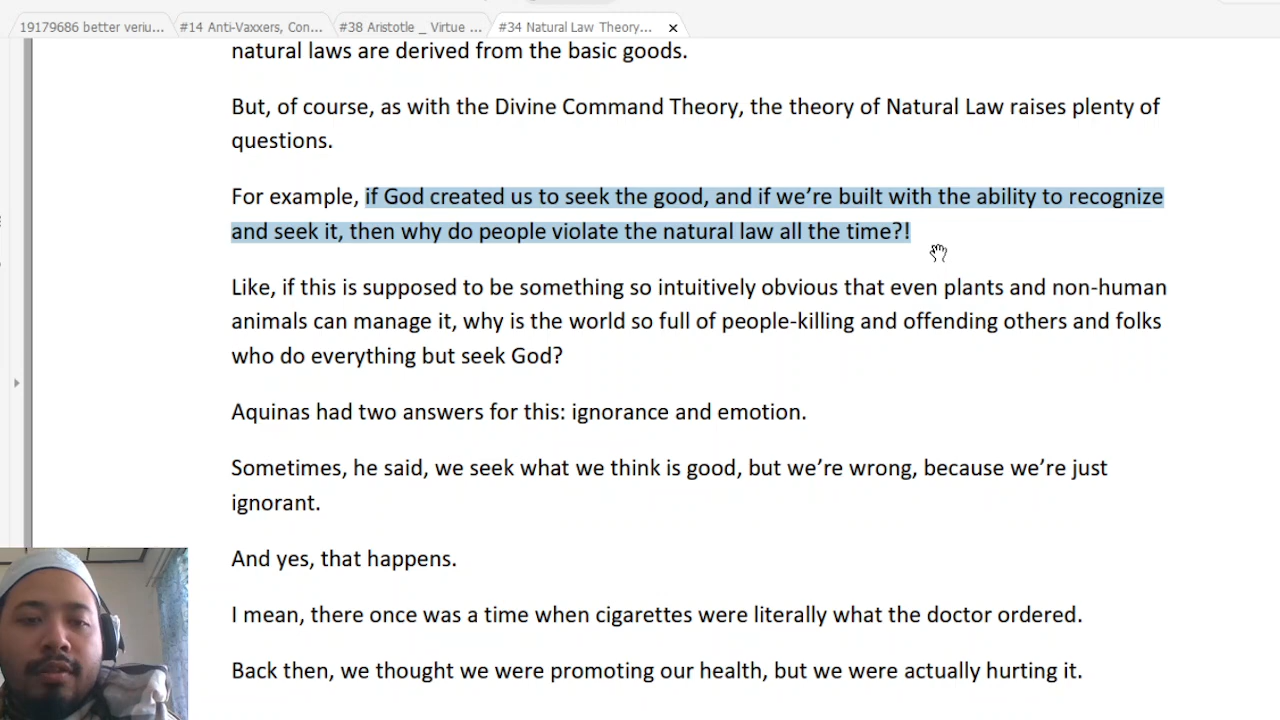 19179686 better veriu... #14 Anti-Vaxxers, Con... #38 Aristotle _ Virtue ... #34 Natural Law Theory... ×
natural laws are derived from the basic goods.
But, of course, as with the Divine Command Theory, the theory of Natural Law raises plenty of
questions.
For example, if God created us to seek the good, and if we’re built with the ability to recognize
and seek it, then why do people violate the natural law all the time?!
Like, if this is supposed to be something so intuitively obvious that even plants and non-human
animals can manage it, why is the world so full of people-killing and offending others and folks
who do everything but seek God?
Aquinas had two answers for this: ignorance and emotion.
Sometimes, he said, we seek what we think is good, but we’re wrong, because we’re just
ignorant.
And yes, that happens.
I mean, there once was a time when cigarettes were literally what the doctor ordered.
Back then, we thought we were promoting our health, but we were actually hurting it.